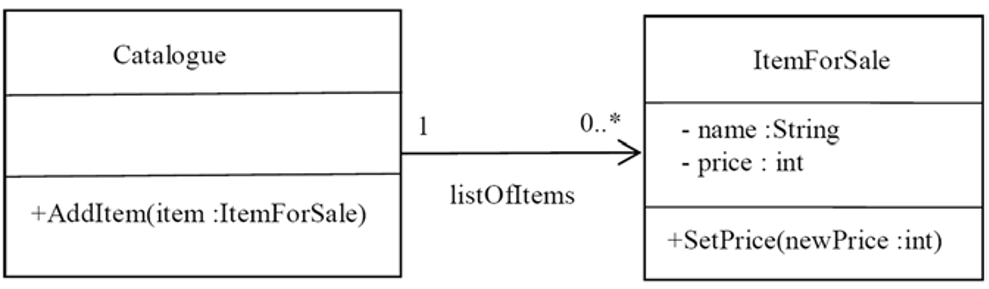 Catalogue
+AddItem(item :ItemForSale)
1
0..*
listOfItems
ItemForSale
- name :String
- price : int
+SetPrice(newPrice :int)